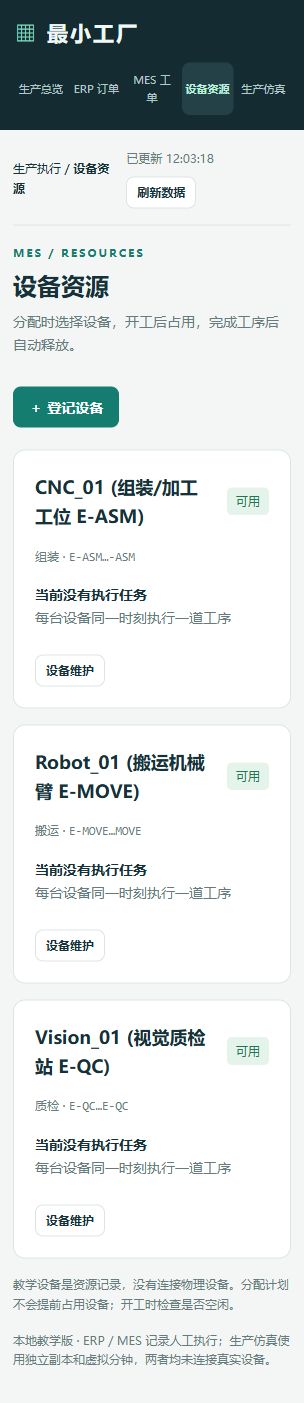 最小工厂
生产总览
ERP 订单
MES 工
单
设备资源
生产仿真
生产执行 / 设备资
源
已更新 12:03:18
刷新数据
MES / RESOURCES
设备资源
分配时选择设备，开工后占用，完成工序后
自动释放。
+ 登记设备
CNC_01 (组装/加工
工位 E-ASM)
可用
组装 · E-ASM…-ASM
当前没有执行任务
每台设备同一时刻执行一道工序
设备维护
Robot_01 (搬运机械
臂 E-MOVE)
可用
搬运 · E-MOVE…MOVE
当前没有执行任务
每台设备同一时刻执行一道工序
设备维护
Vision_01 (视觉质检
站 E-QC)
可用
质检 · E-QC…E-QC
当前没有执行任务
每台设备同一时刻执行一道工序
设备维护
教学设备是资源记录，没有连接物理设备。分配计划
不会提前占用设备；开工时检查是否空闲。
本地教学版 · ERP / MES 记录人工执行；生产仿真使
用独立副本和虚拟分钟，两者均未连接真实设备。